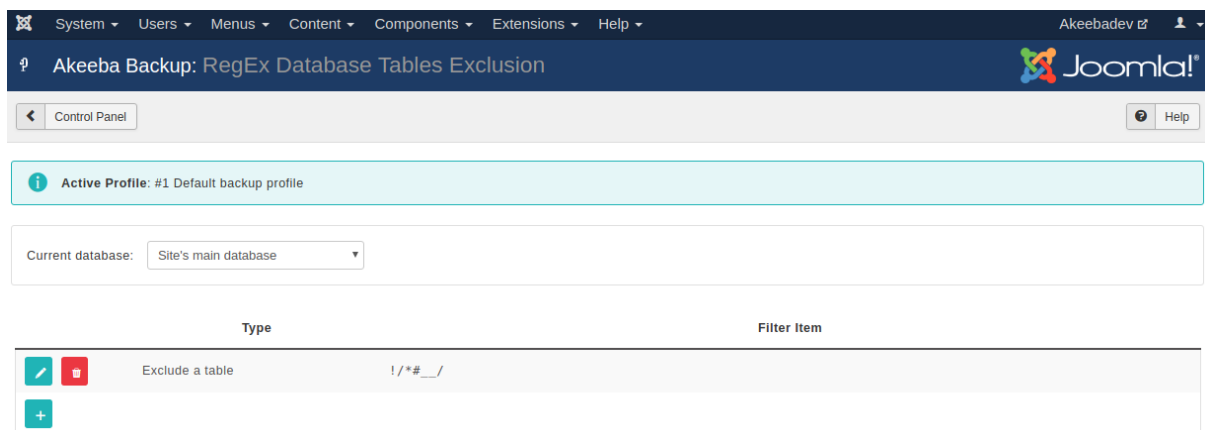 System Users Menus Content Components Extensions Help Akeebadev
Akeeba Backup: RegEx Database Tables Exclusion Joomla!®
Control Panel Help
Active Profile: #1 Default backup profile
Current database: Site's main database
Type Filter Item
Exclude a table !/*#__/